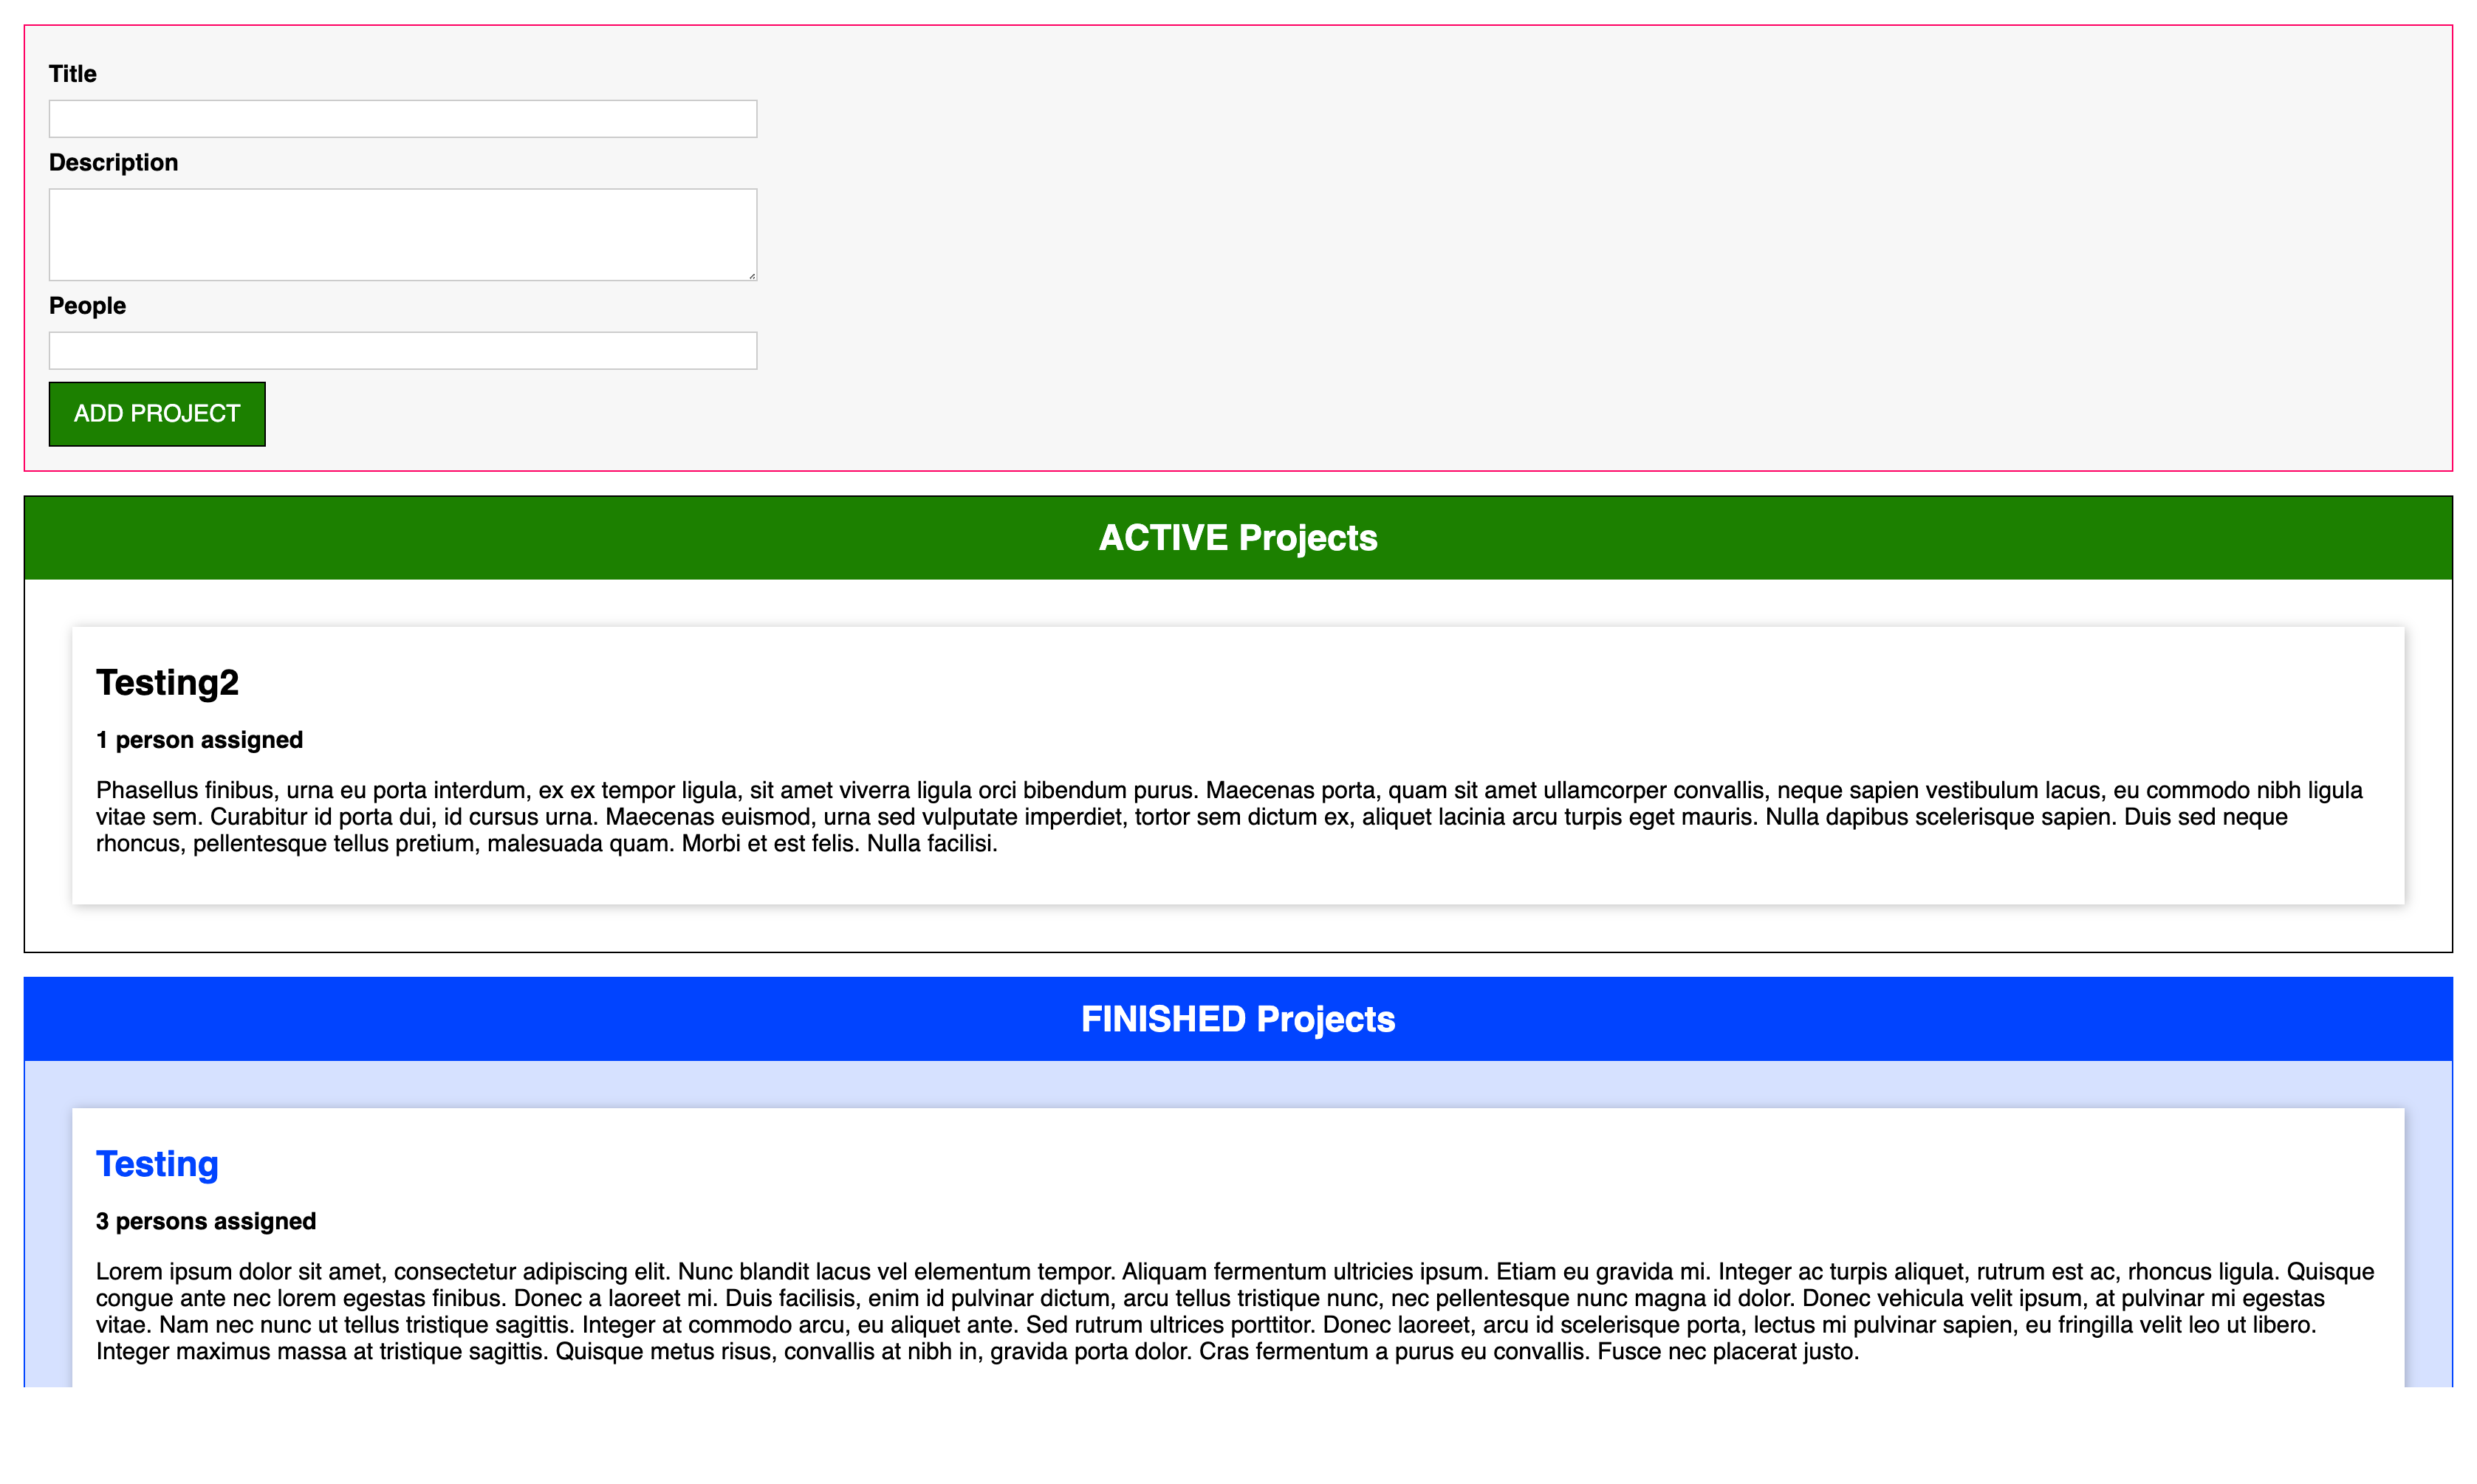 Title
Description
People
ADD PROJECT
ACTIVE Projects
Testing2
1 person assigned
Phasellus finibus, urna eu porta interdum, ex ex tempor ligula, sit amet viverra ligula orci bibendum purus. Maecenas porta, quam sit amet ullamcorper convallis, neque sapien vestibulum lacus, eu commodo nibh ligula
vitae sem. Curabitur id porta dui, id cursus urna. Maecenas euismod, urna sed vulputate imperdiet, tortor sem dictum ex, aliquet lacinia arcu turpis eget mauris. Nulla dapibus scelerisque sapien. Duis sed neque
rhoncus, pellentesque tellus pretium, malesuada quam. Morbi et est felis. Nulla facilisi.
FINISHED Projects
Testing
3 persons assigned
Lorem ipsum dolor sit amet, consectetur adipiscing elit. Nunc blandit lacus vel elementum tempor. Aliquam fermentum ultricies ipsum. Etiam eu gravida mi. Integer ac turpis aliquet, rutrum est ac, rhoncus ligula. Quisque
congue ante nec lorem egestas finibus. Donec a laoreet mi. Duis facilisis, enim id pulvinar dictum, arcu tellus tristique nunc, nec pellentesque nunc magna id dolor. Donec vehicula velit ipsum, at pulvinar mi egestas
vitae. Nam nec nunc ut tellus tristique sagittis. Integer at commodo arcu, eu aliquet ante. Sed rutrum ultrices porttitor. Donec laoreet, arcu id scelerisque porta, lectus mi pulvinar sapien, eu fringilla velit leo ut libero.
Integer maximus massa at tristique sagittis. Quisque metus risus, convallis at nibh in, gravida porta dolor. Cras fermentum a purus eu convallis. Fusce nec placerat justo.